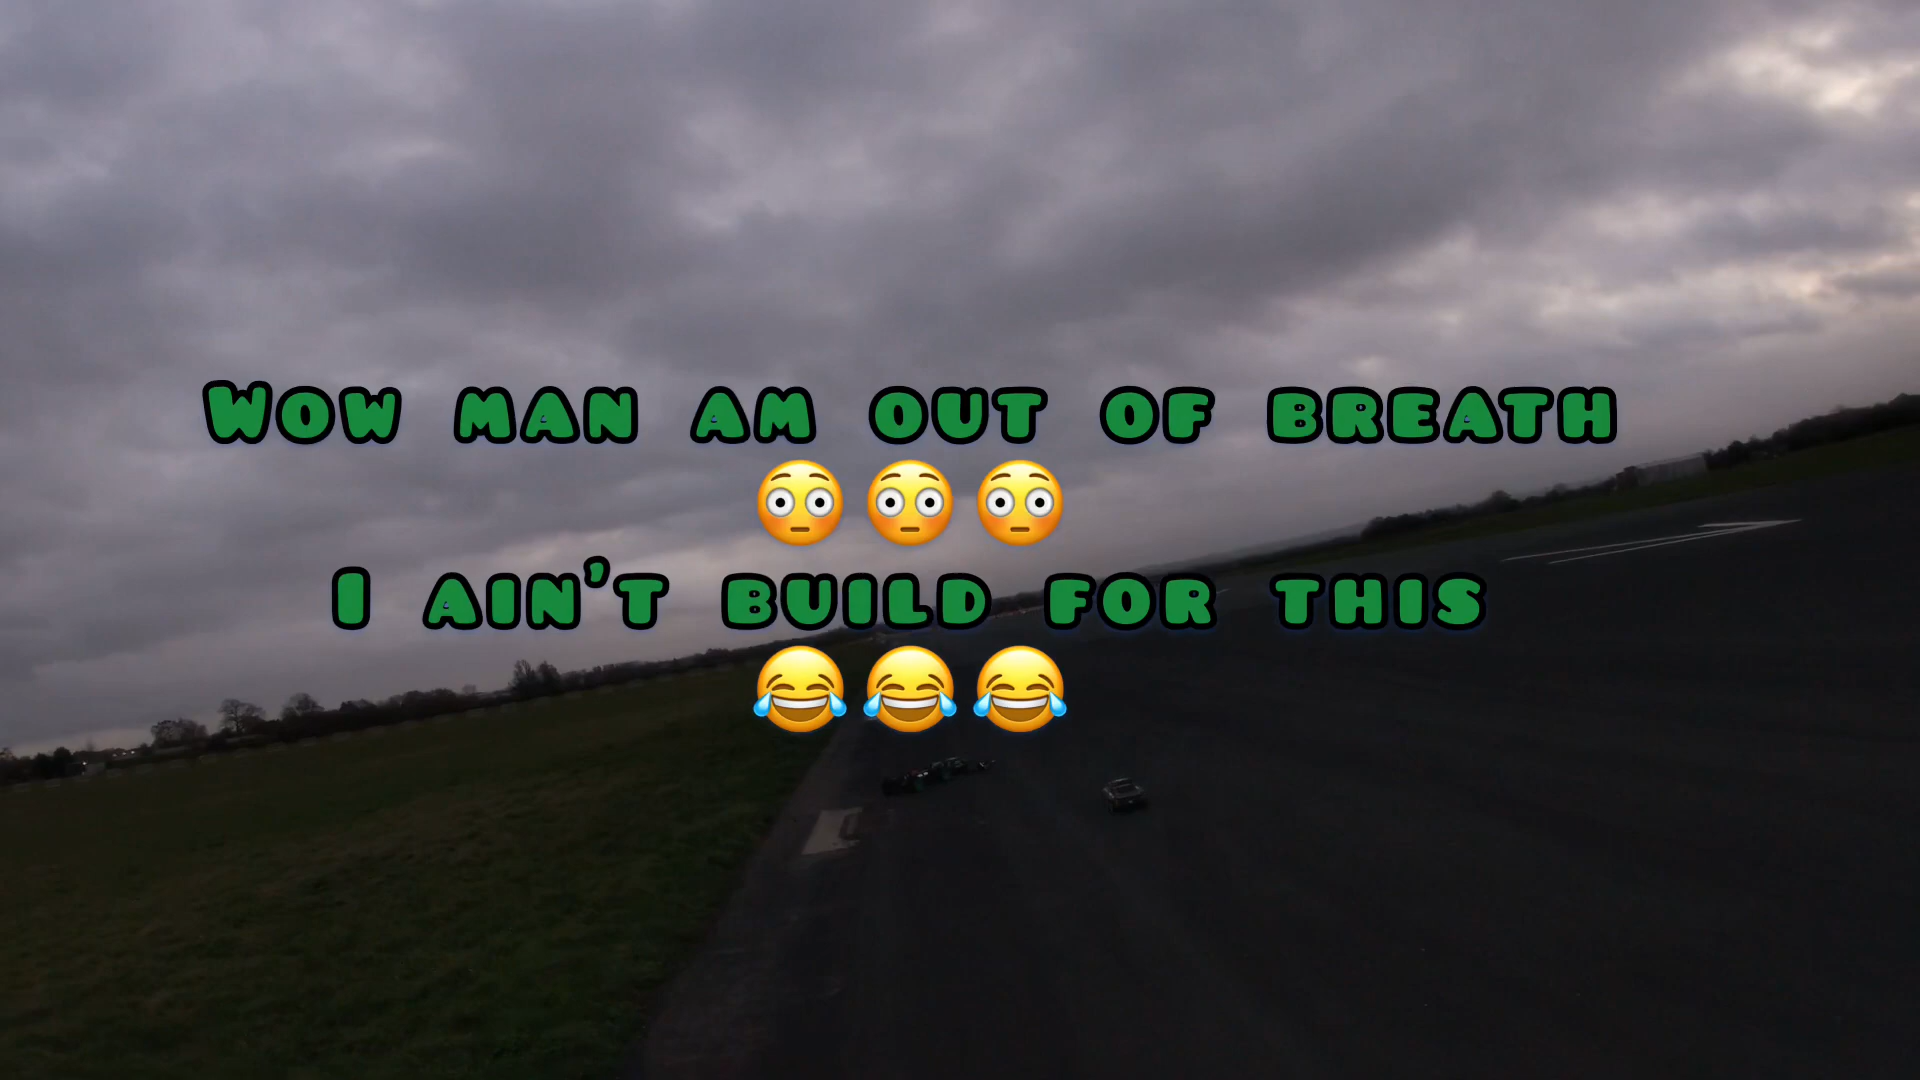 Wow man am out of breath
😳😳😳
I ain't build for this
😂😂😂